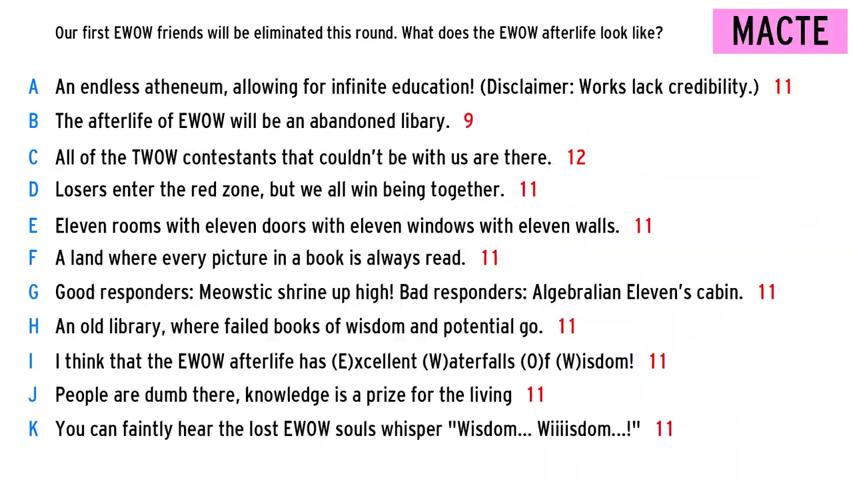 Our first EWOW friends will be eliminated this round. What does the EWOW afterlife look like?
MACTE
A An endless atheneum, allowing for infinite education! (Disclaimer: Works lack credibility.) 11
B The afterlife of EWOW will be an abandoned libary. 9
C All of the TWOW contestants that couldn't be with us are there. 12
D Losers enter the red zone, but we all win being together. 11
E Eleven rooms with eleven doors with eleven windows with eleven walls. 11
F A land where every picture in a book is always read. 11
G Good responders: Meowstic shrine up high! Bad responders: Algebralian Eleven's cabin. 11
H An old library, where failed books of wisdom and potential go. 11
I I think that the EWOW afterlife has (E)xcellent (W)aterfalls (O)f (W)isdom! 11
J People are dumb there, knowledge is a prize for the living 11
K You can faintly hear the lost EWOW souls whisper "Wisdom... Wiiiisdom...!" 11